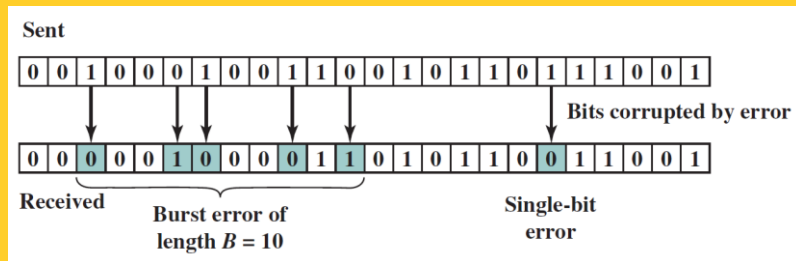 Sent
0 0 1 0 0 0 1 0 0 1 1 0 0 1 0 1 1 0 1 1 1 0 0 1
Bits corrupted by error
0 0 0 0 0 1 0 0 0 0 1 1 0 1 0 1 1 0 0 1 1 0 0 1
Received
Burst error of
length B = 10
Single-bit
error